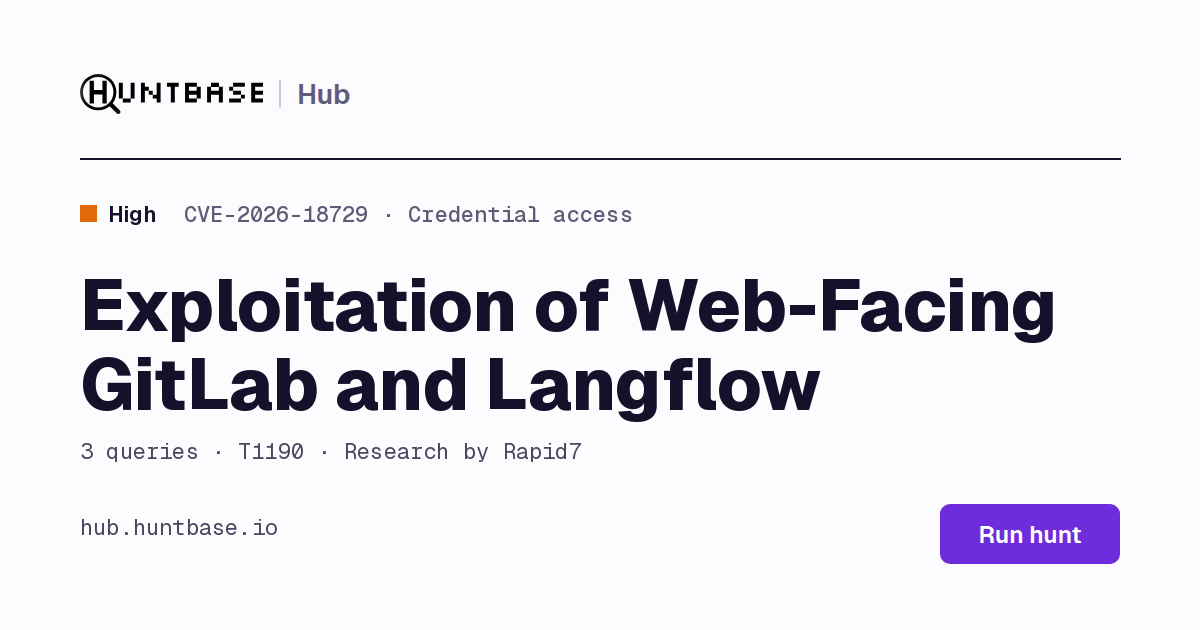 HUNTBASE | Hub
High CVE-2026-18729 · Credential access
Exploitation of Web-Facing
GitLab and Langflow
3 queries · T1190 · Research by Rapid7
hub.huntbase.io
Run hunt